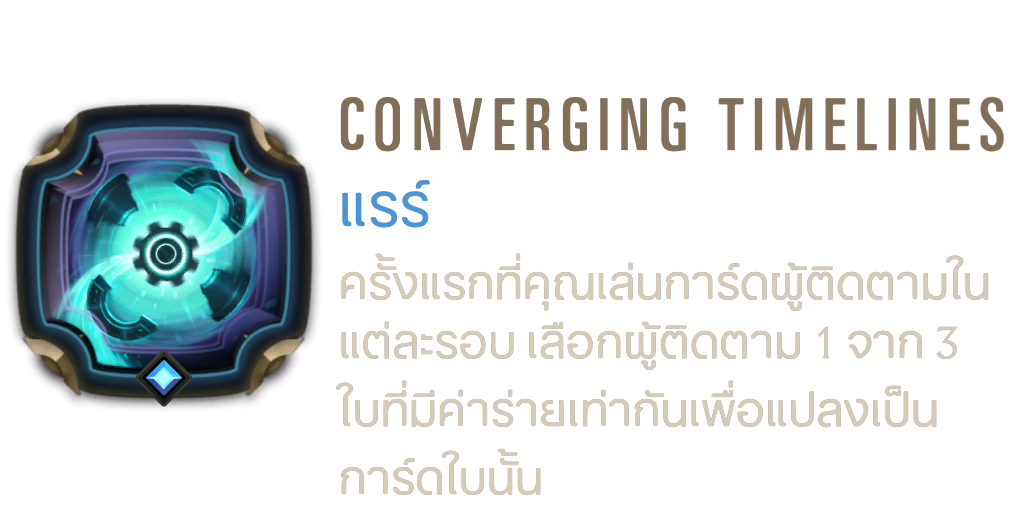 CONVERGING TIMELINES
แรร์
ครั้งแรกที่คุณเล่นการ์ดผู้ติดตามใน
แต่ละรอบ เลือกผู้ติดตาม 1 จาก 3
ใบที่มีค่าร่ายเท่ากันเพื่อแปลงเป็น
การ์ดใบนั้น